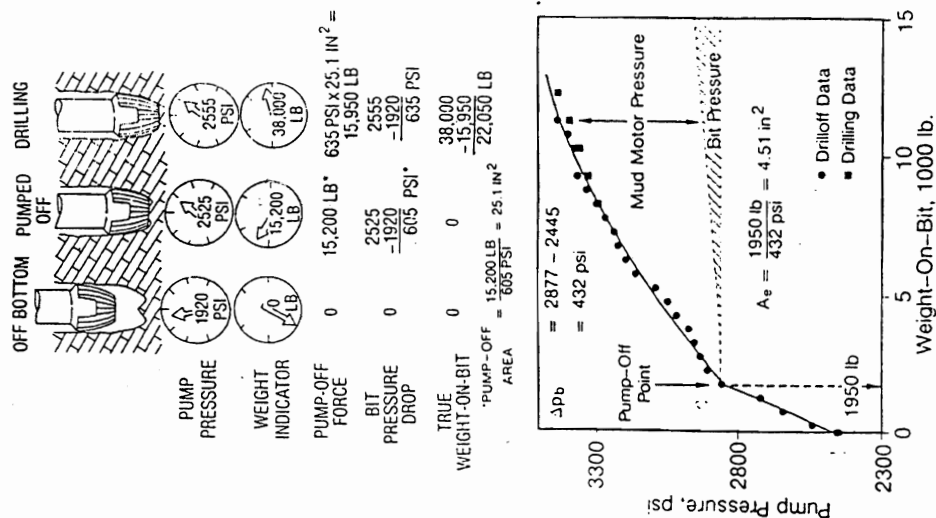 OFF BOTTOM PUMPED OFF DRILLING
PUMP PRESSURE 1920 PSI 2525 PSI 2555 PSI
WEIGHT INDICATOR 0 LB 15,200 LB 38,000 LB
PUMP-OFF FORCE 0 15,200 LB* 635 PSI x 25.1 IN² = 15,950 LB
BIT PRESSURE DROP 0 2525 -1920 605 PSI* 2555 -1920 635 PSI
TRUE WEIGHT-ON-BIT 0 0 38,000 -15,950 22,050 LB
*PUMP-OFF AREA = 15,200 LB / 605 PSI = 25.1 IN²
Δpb = 2877 - 2445
= 432 psi
Pump-Off Point
Mud Motor Pressure
Bit Pressure
Ae = 1950 lb / 432 psi = 4.51 in²
1950 lb
• Drilloff Data
■ Drilling Data
Pump Pressure, psi
3300
2800
2300
0 5 10 15
Weight-On-Bit, 1000 lb.